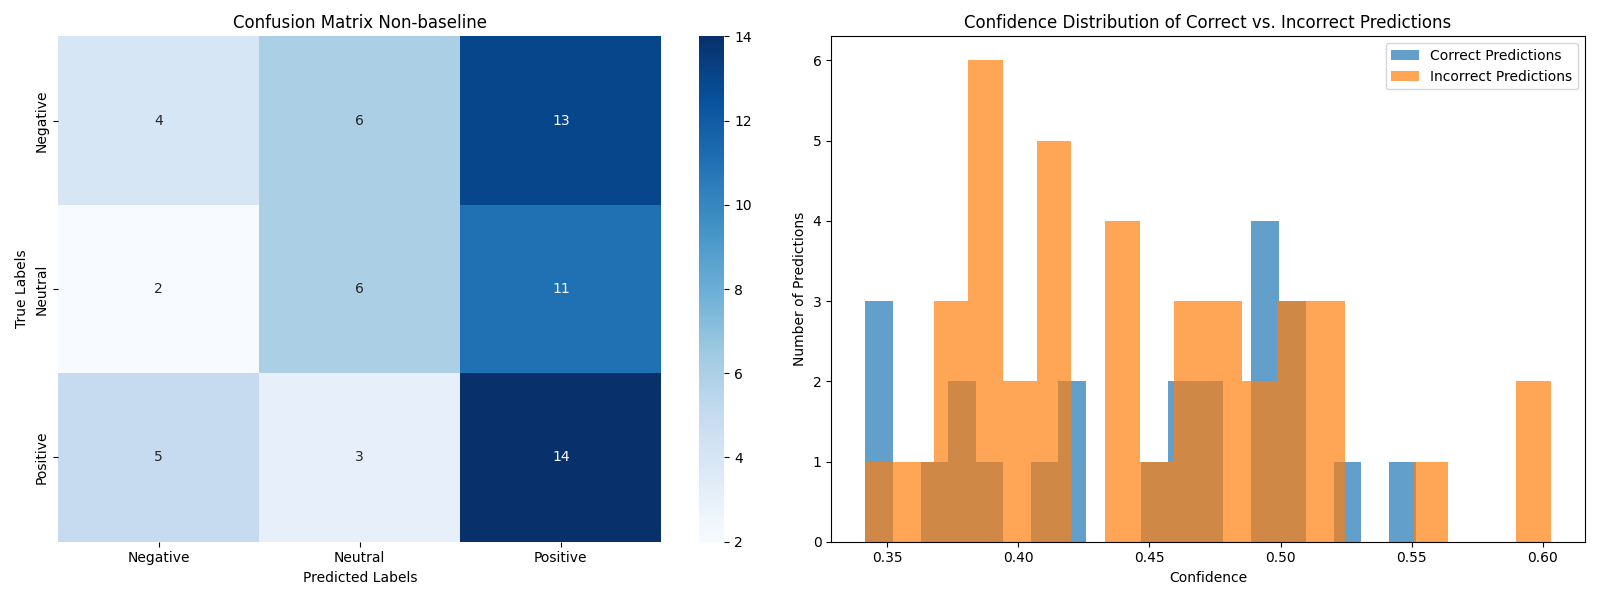 Confusion Matrix Non-baseline
True Labels
Negative
Neutral
Positive
4 6 13
2 6 11
5 3 14
Negative Neutral Positive
Predicted Labels
14
12
10
8
6
4
2
Confidence Distribution of Correct vs. Incorrect Predictions
Correct Predictions
Incorrect Predictions
Number of Predictions
6
5
4
3
2
1
0
0.35 0.40 0.45 0.50 0.55 0.60
Confidence